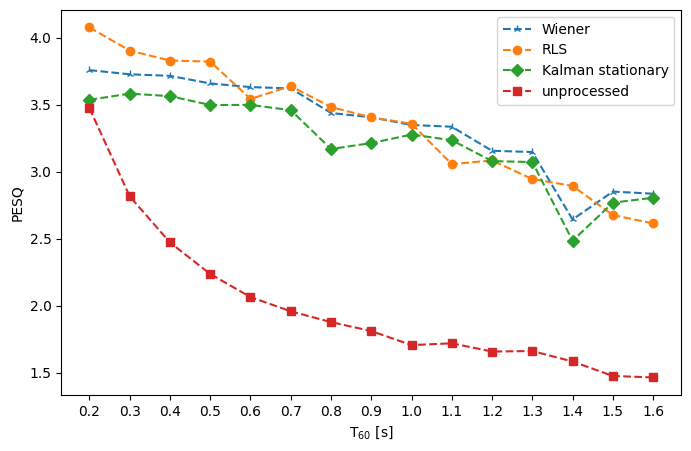 Wiener
RLS
Kalman stationary
unprocessed
PESQ
4.0
3.5
3.0
2.5
2.0
1.5
0.2 0.3 0.4 0.5 0.6 0.7 0.8 0.9 1.0 1.1 1.2 1.3 1.4 1.5 1.6
T60 [s]